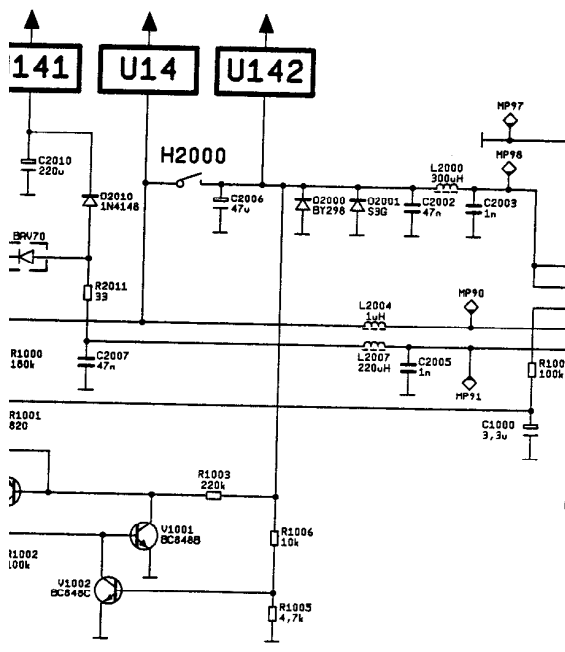 141
U14
U142
MP97
H2000
MP98
C2010
220u
L2000
300uH
D2010
1N4148
C2006
47u
D2000
BY298
D2001
S3G
C2002
47n
C2003
1n
BAV70
R2011
33
MP90
L2004
1uH
R1000
180k
C2007
47n
L2007
220uH
C2005
1n
R100
100k
MP91
R1001
820
C1000
3,3u
R1003
220k
V1001
BC848B
R1006
10k
R1002
100k
V1002
BC848C
R1005
4,7k